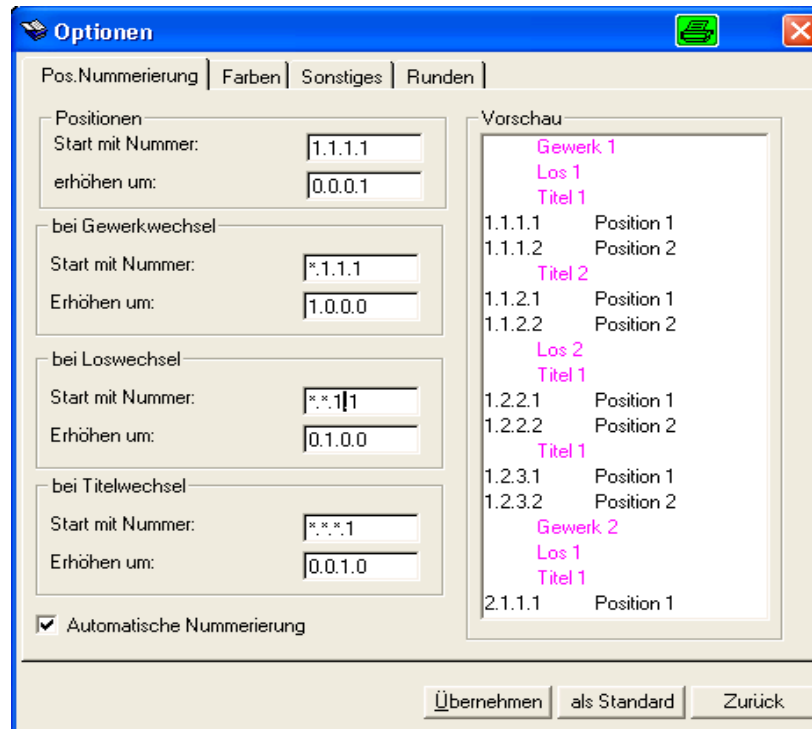 Optionen
Pos.Nummerierung Farben Sonstiges Runden
Positionen
Start mit Nummer: 1.1.1.1
erhöhen um: 0.0.0.1
bei Gewerkwechsel
Start mit Nummer: *.1.1.1
Erhöhen um: 1.0.0.0
bei Loswechsel
Start mit Nummer: *.*.1.1
Erhöhen um: 0.1.0.0
bei Titelwechsel
Start mit Nummer: *.*.*.1
Erhöhen um: 0.0.1.0
Automatische Nummerierung
Vorschau
Gewerk 1
Los 1
Titel 1
1.1.1.1 Position 1
1.1.1.2 Position 2
Titel 2
1.1.2.1 Position 1
1.1.2.2 Position 2
Los 2
Titel 1
1.2.2.1 Position 1
1.2.2.2 Position 2
Titel 1
1.2.3.1 Position 1
1.2.3.2 Position 2
Gewerk 2
Los 1
Titel 1
2.1.1.1 Position 1
Übernehmen als Standard Zurück